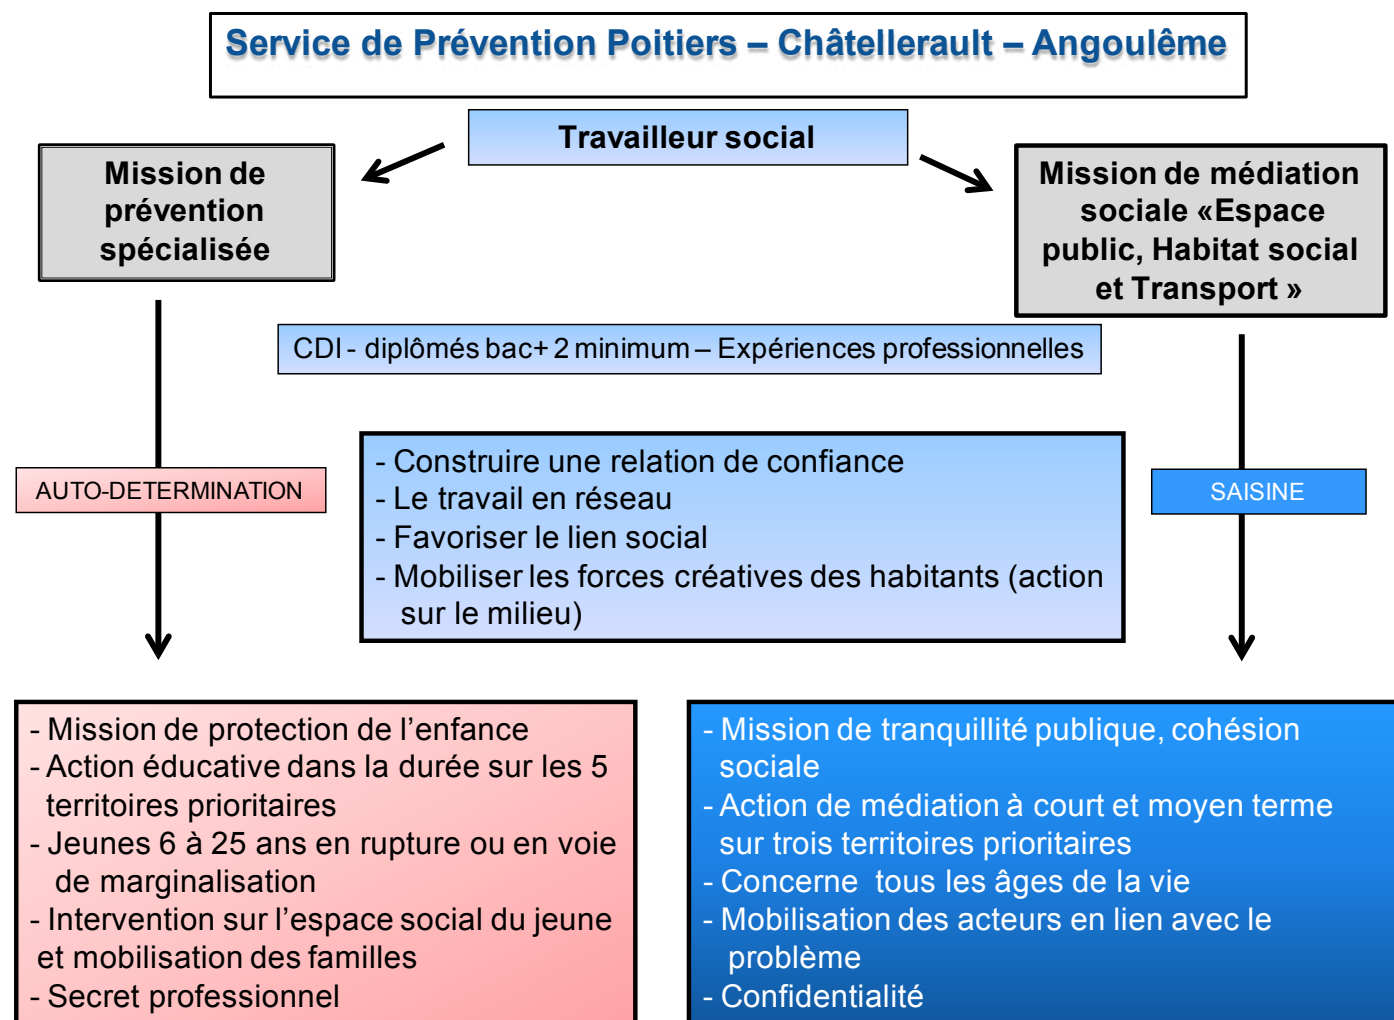 Service de Prévention Poitiers – Châtellerault – Angoulême
Travailleur social
Mission de
prévention
spécialisée
Mission de médiation
sociale «Espace
public, Habitat social
et Transport »
CDI - diplômés bac+ 2 minimum – Expériences professionnelles
AUTO-DETERMINATION
- Construire une relation de confiance
- Le travail en réseau
- Favoriser le lien social
- Mobiliser les forces créatives des habitants (action
sur le milieu)
SAISINE
- Mission de protection de l’enfance
- Action éducative dans la durée sur les 5
territoires prioritaires
- Jeunes 6 à 25 ans en rupture ou en voie
de marginalisation
- Intervention sur l’espace social du jeune
et mobilisation des familles
- Secret professionnel
- Mission de tranquillité publique, cohésion
sociale
- Action de médiation à court et moyen terme
sur trois territoires prioritaires
- Concerne tous les âges de la vie
- Mobilisation des acteurs en lien avec le
problème
- Confidentialité